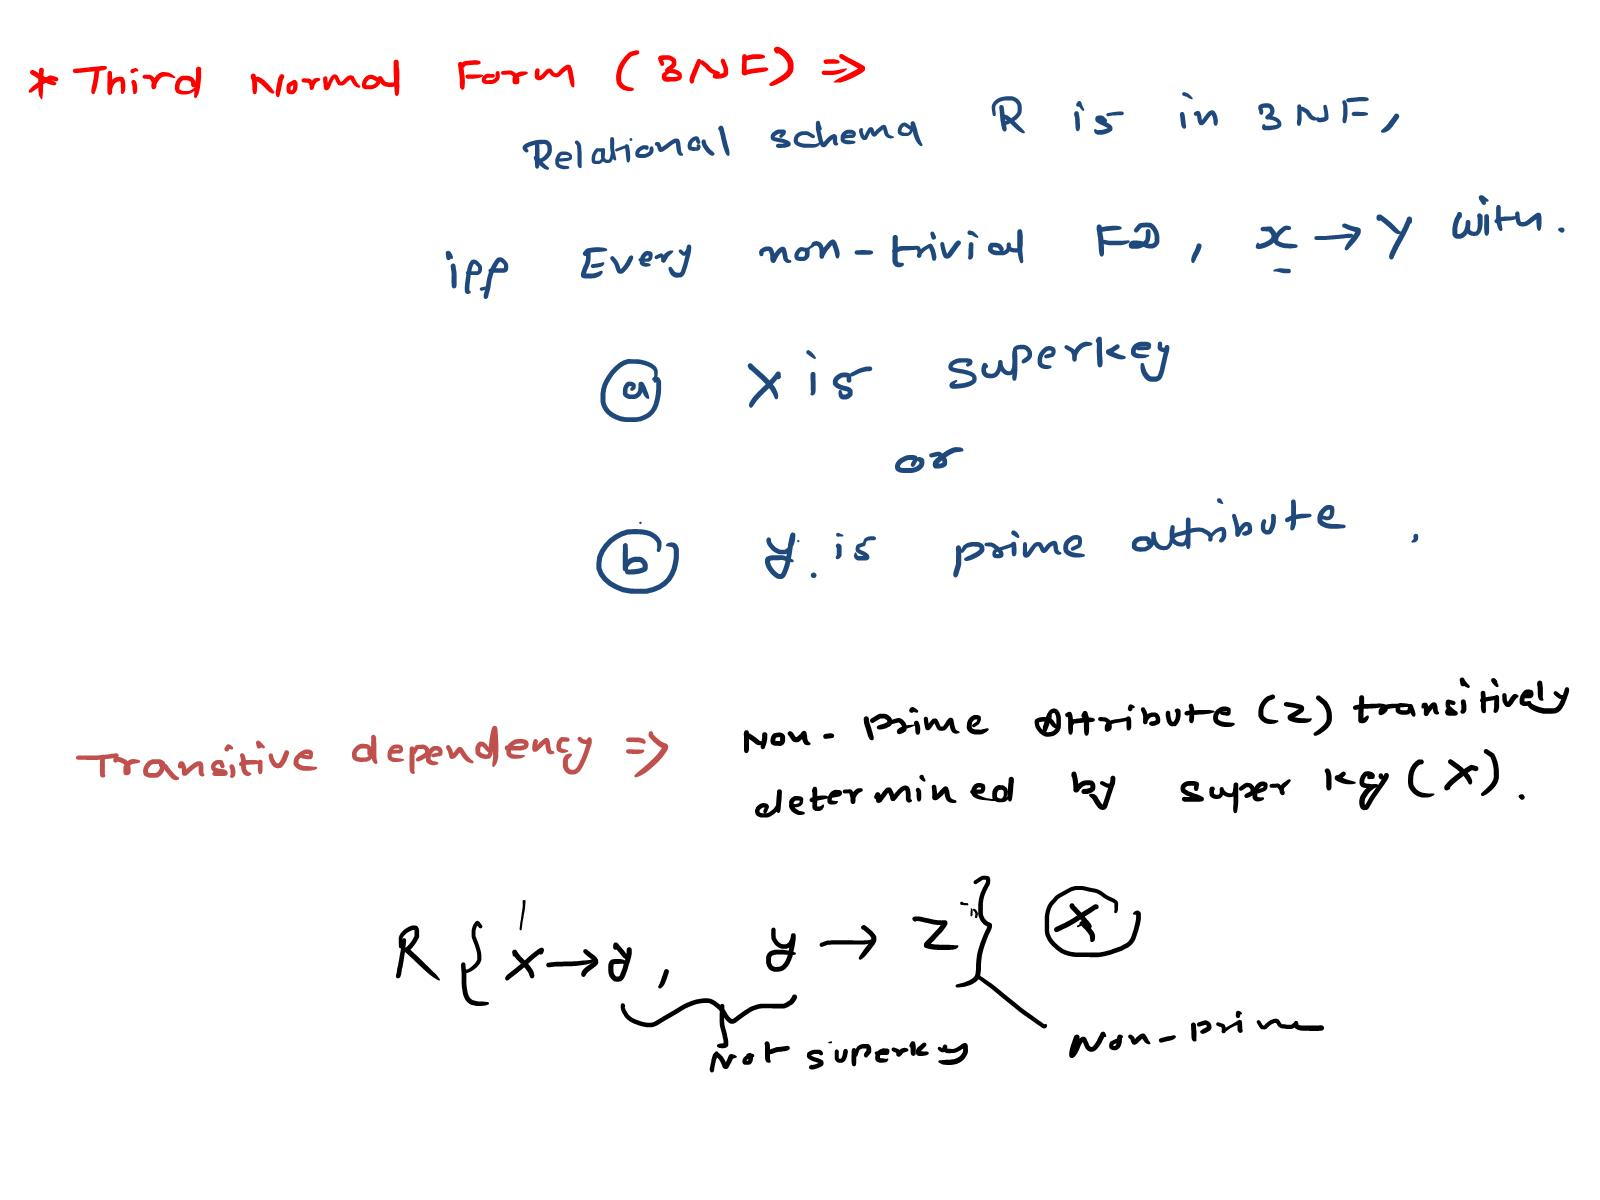 * Third Normal Form (3NF) ⇒
Relational schema R is in 3NF,
iff Every non-trivial FD, x → Y with.
(a) X is superkey
or
(b) y. is prime attribute .
Transitive dependency ⇒ Non-Prime Attribute (Z) transitively
determined by super key (X).
R { X → y, y → Z } (X)
Not superkey Non-prime